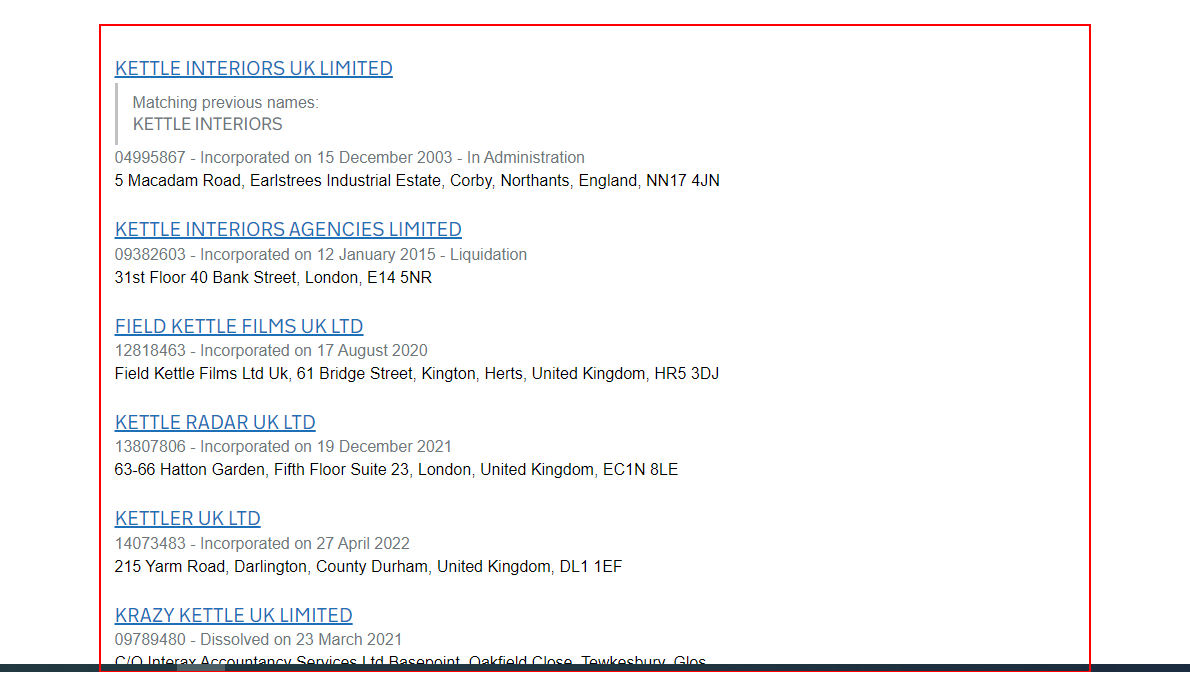 KETTLE INTERIORS UK LIMITED
Matching previous names:
KETTLE INTERIORS
04995867 - Incorporated on 15 December 2003 - In Administration
5 Macadam Road, Earlstrees Industrial Estate, Corby, Northants, England, NN17 4JN
KETTLE INTERIORS AGENCIES LIMITED
09382603 - Incorporated on 12 January 2015 - Liquidation
31st Floor 40 Bank Street, London, E14 5NR
FIELD KETTLE FILMS UK LTD
12818463 - Incorporated on 17 August 2020
Field Kettle Films Ltd Uk, 61 Bridge Street, Kington, Herts, United Kingdom, HR5 3DJ
KETTLE RADAR UK LTD
13807806 - Incorporated on 19 December 2021
63-66 Hatton Garden, Fifth Floor Suite 23, London, United Kingdom, EC1N 8LE
KETTLER UK LTD
14073483 - Incorporated on 27 April 2022
215 Yarm Road, Darlington, County Durham, United Kingdom, DL1 1EF
KRAZY KETTLE UK LIMITED
09789480 - Dissolved on 23 March 2021
C/O Interax Accountancy Services Ltd Basepoint, Oakfield Close, Tewkesbury, Glos